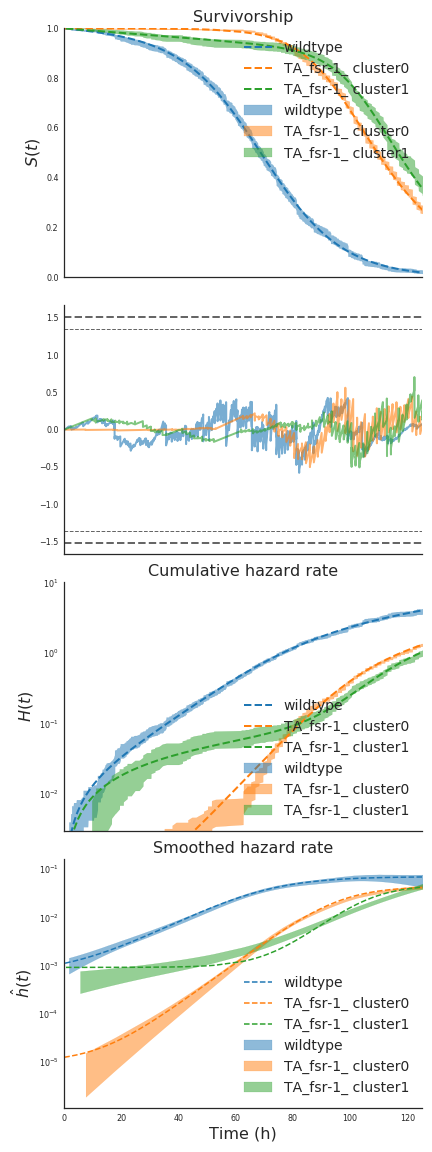 Survivorship
1.0
0.8
0.6
0.4
0.2
0.0
S(t)
wildtype
TA_fsr-1_ cluster0
TA_fsr-1_ cluster1
wildtype
TA_fsr-1_ cluster0
TA_fsr-1_ cluster1
1.5
1.0
0.5
0.0
−0.5
−1.0
−1.5
Cumulative hazard rate
10¹
10⁰
10⁻¹
10⁻²
H(t)
wildtype
TA_fsr-1_ cluster0
TA_fsr-1_ cluster1
wildtype
TA_fsr-1_ cluster0
TA_fsr-1_ cluster1
Smoothed hazard rate
10⁻¹
10⁻²
10⁻³
10⁻⁴
10⁻⁵
ĥ(t)
wildtype
TA_fsr-1_ cluster0
TA_fsr-1_ cluster1
wildtype
TA_fsr-1_ cluster0
TA_fsr-1_ cluster1
0 20 40 60 80 100 120
Time (h)